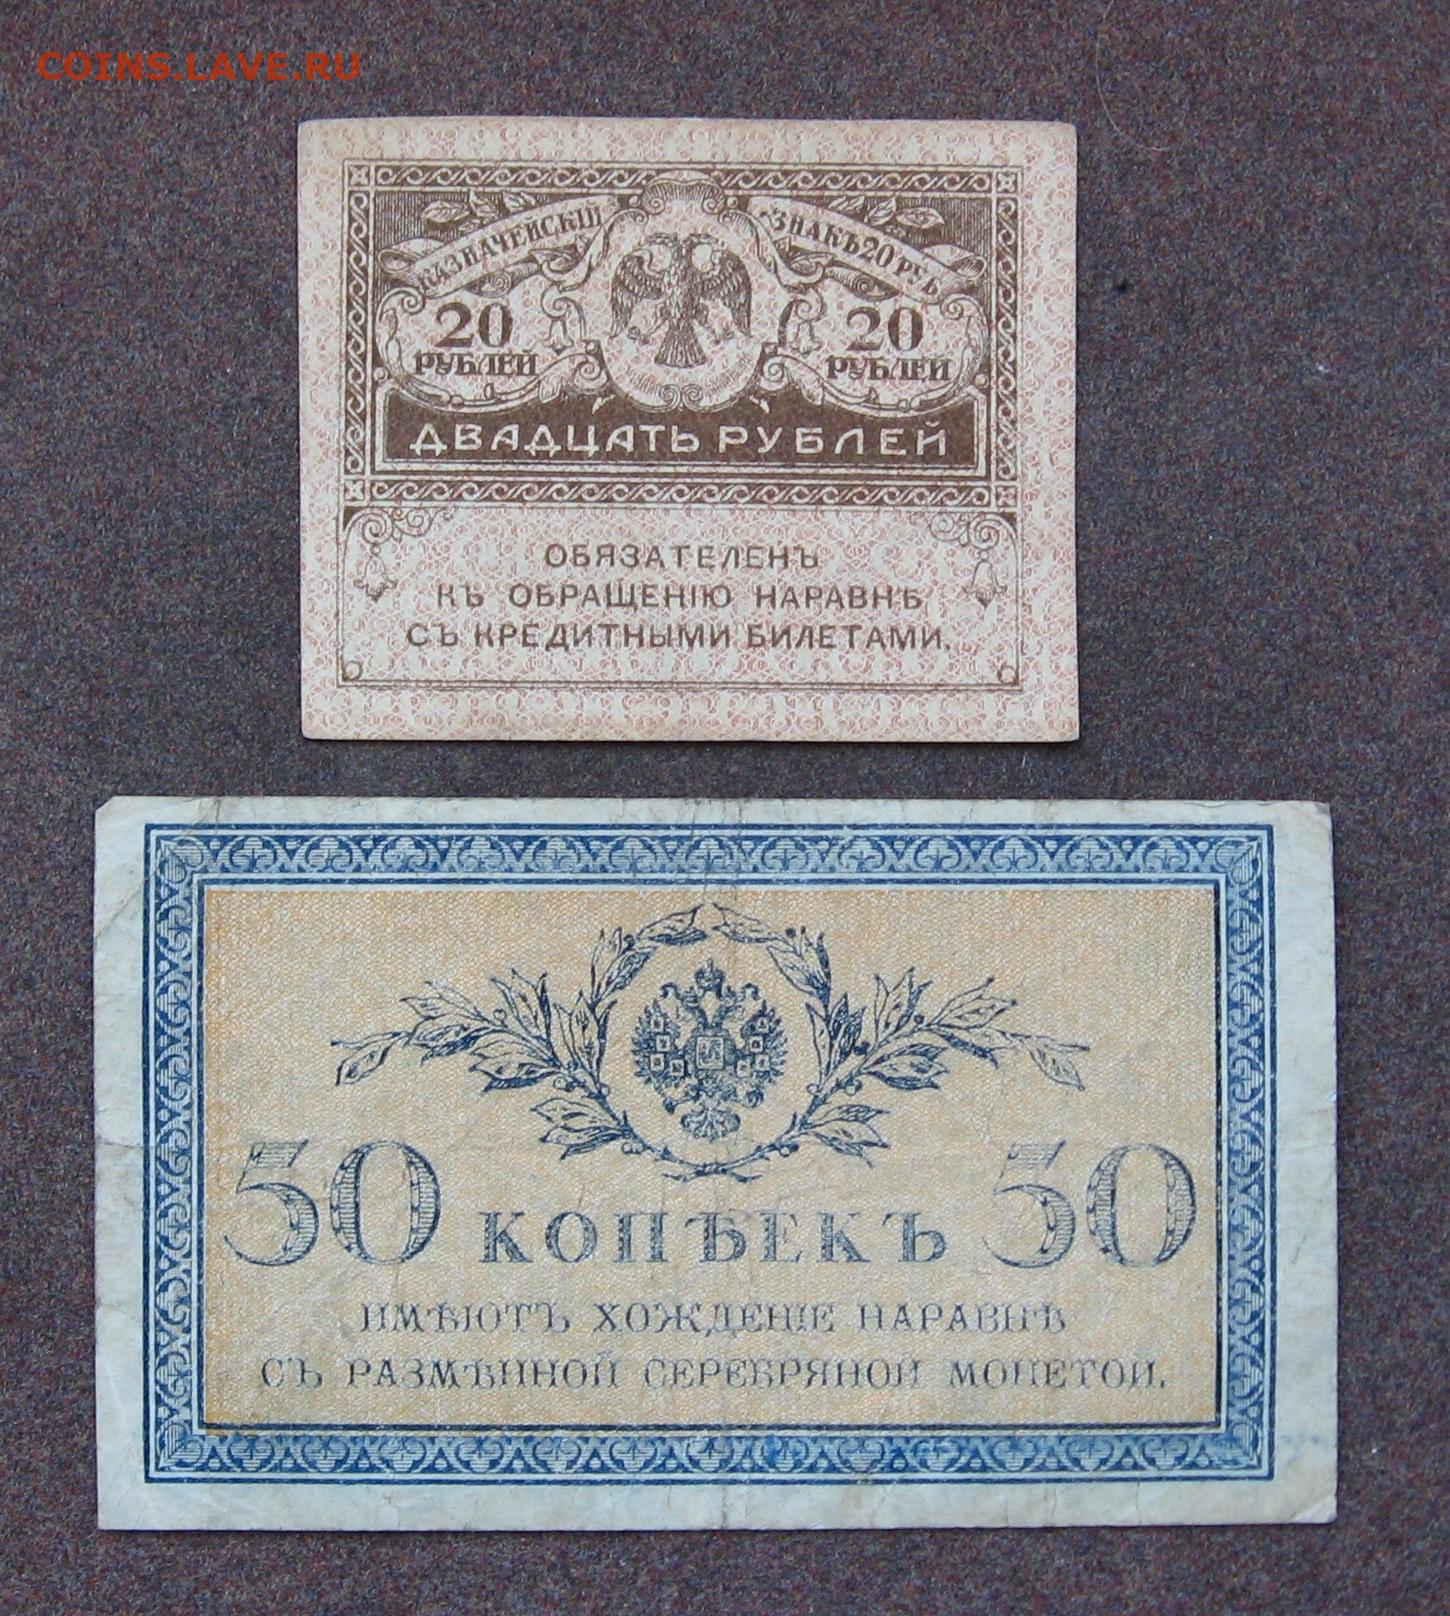 COINS.LAVE.RU
КАЗНАЧЕЙСКІЙ ЗНАКЪ 20 РУБ.
20 20
РУБЛЕЙ РУБЛЕЙ
ДВАДЦАТЬ РУБЛЕЙ
ОБЯЗАТЕЛЕНЪ
КЪ ОБРАЩЕНІЮ НАРАВНѢ
СЪ КРЕДИТНЫМИ БИЛЕТАМИ.
50 КОПѢЕКЪ 50
ИМѢЮТЪ ХОЖДЕНІЕ НАРАВНѢ
СЪ РАЗМѢННОЙ СЕРЕБРЯНОЙ МОНЕТОЙ.